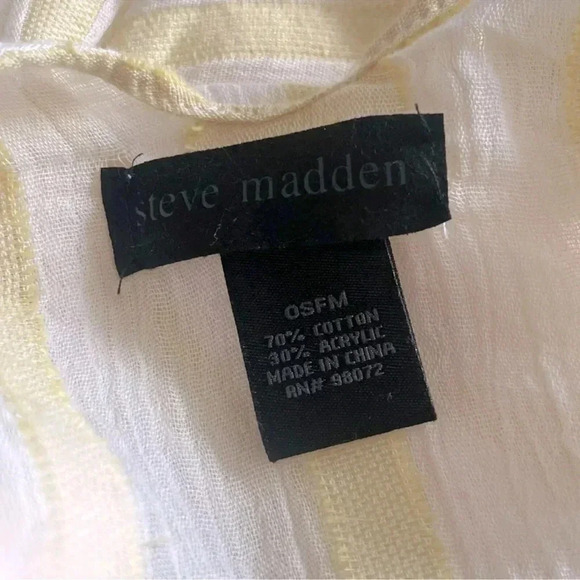 steve madden
OSFM
70% COTTON
30% ACRYLIC
MADE IN CHINA
RN# 98072